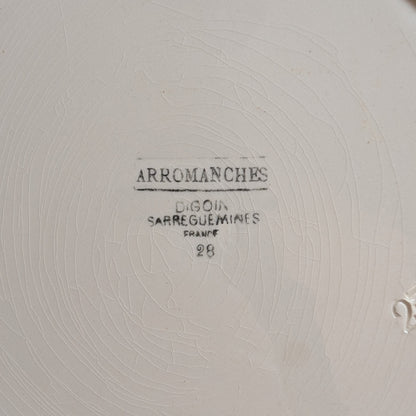 ARROMANCHES
DIGOIN
SARREGUEMINES
FRANCE
28